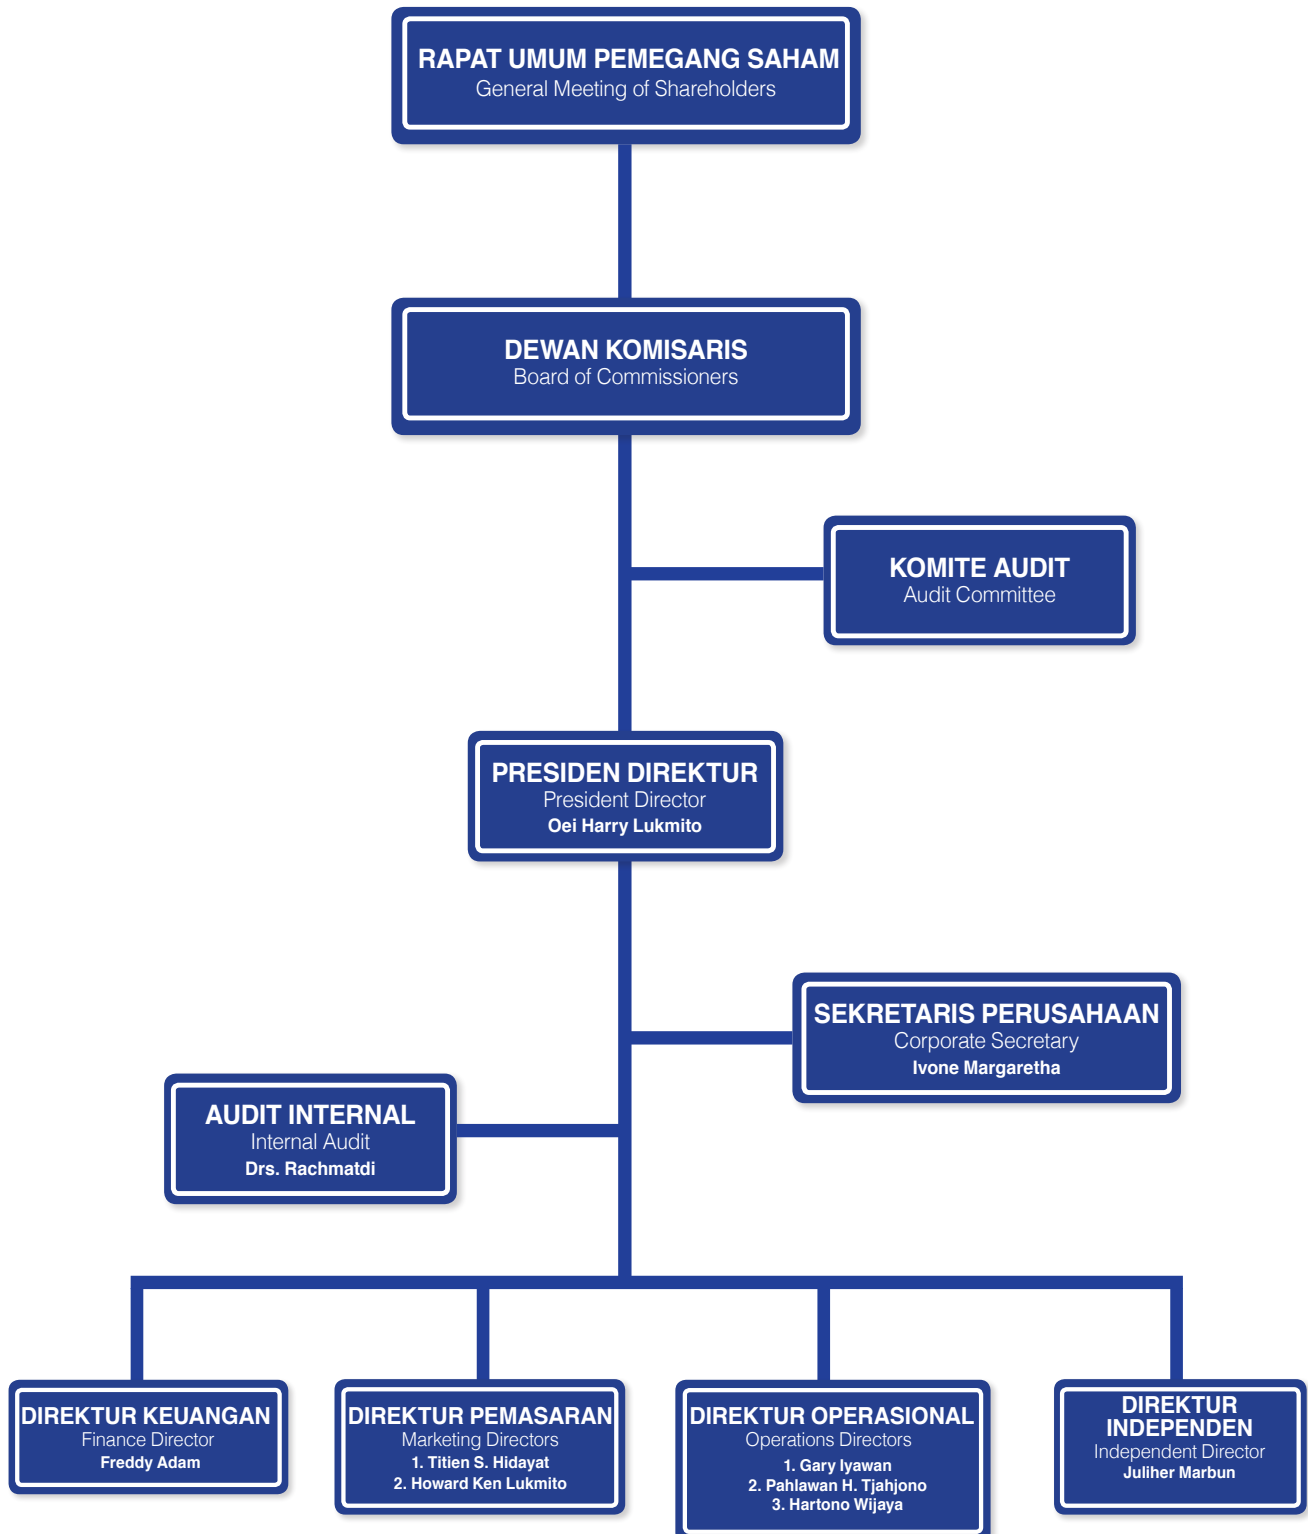 RAPAT UMUM PEMEGANG SAHAM
General Meeting of Shareholders
DEWAN KOMISARIS
Board of Commissioners
KOMITE AUDIT
Audit Committee
PRESIDEN DIREKTUR
President Director
Oei Harry Lukmito
SEKRETARIS PERUSAHAAN
Corporate Secretary
Ivone Margaretha
AUDIT INTERNAL
Internal Audit
Drs. Rachmatdi
DIREKTUR KEUANGAN
Finance Director
Freddy Adam
DIREKTUR PEMASARAN
Marketing Directors
1. Titien S. Hidayat
2. Howard Ken Lukmito
DIREKTUR OPERASIONAL
Operations Directors
1. Gary Iyawan
2. Pahlawan H. Tjahjono
3. Hartono Wijaya
DIREKTUR
INDEPENDEN
Independent Director
Juliher Marbun